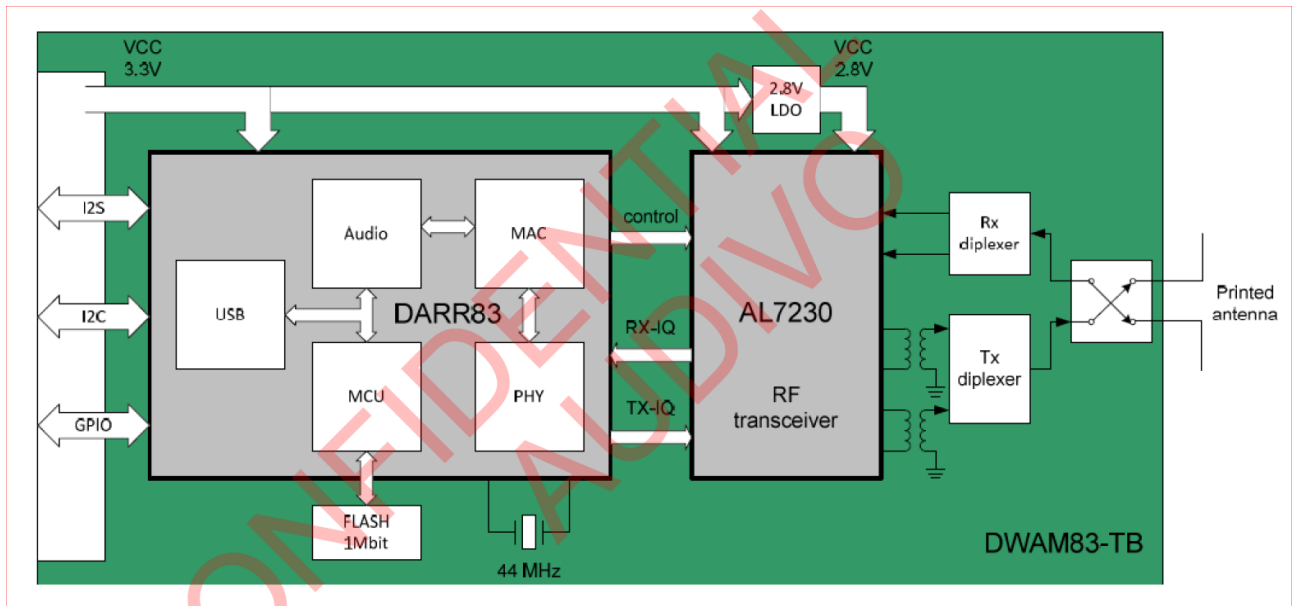 VCC
3.3V
VCC
2.8V
2.8V
LDO
I2S
Audio
MAC
control
Rx
diplexer
USB
DARR83
AL7230
I2C
RX-IQ
Printed
antenna
MCU
PHY
TX-IQ
RF
transceiver
Tx
diplexer
GPIO
FLASH
1Mbit
44 MHz
DWAM83-TB
ONFIDENTIAL
AUDIVO